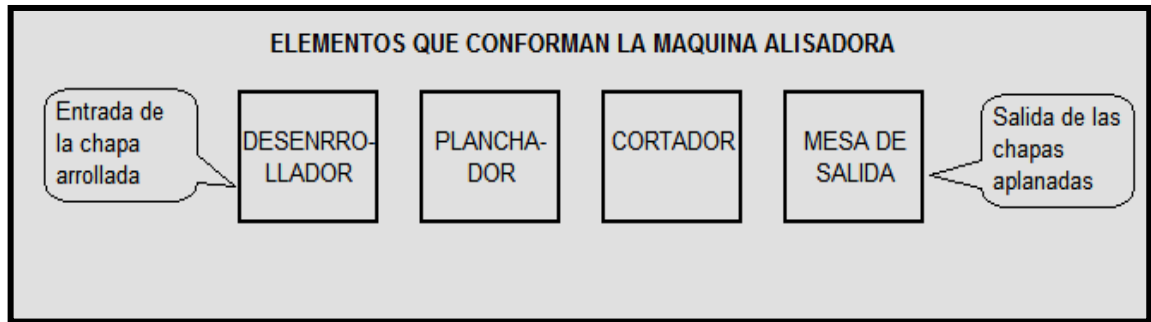 ELEMENTOS QUE CONFORMAN LA MAQUINA ALISADORA
Entrada de
la chapa
arrollada
DESENRRO-
LLADOR
PLANCHA-
DOR
CORTADOR
MESA DE
SALIDA
Salida de las
chapas
aplanadas